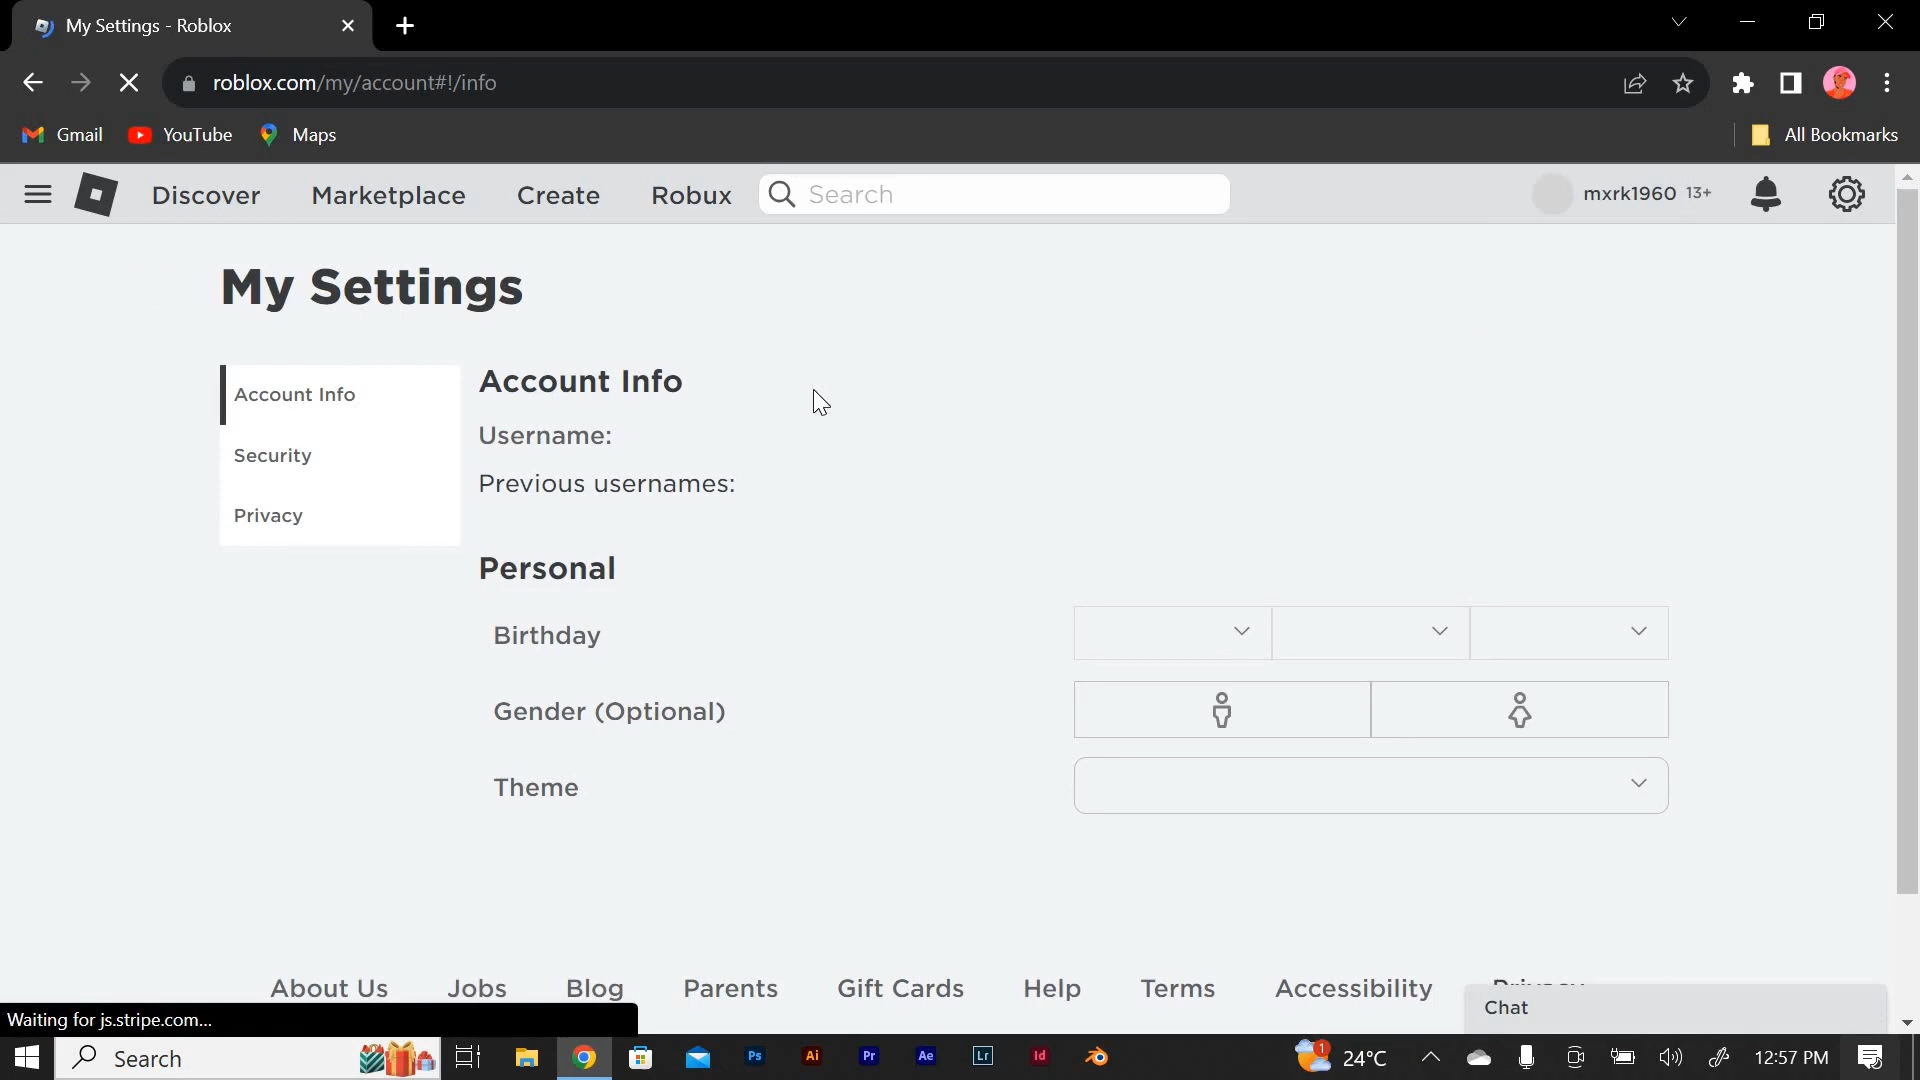 My Settings - Roblox
roblox.com/my/account#!/info
Gmail YouTube Maps All Bookmarks
Discover Marketplace Create Robux Search mxrk1960 13+
My Settings
Account Info
Security
Privacy
Account Info
Username:
Previous usernames:
Personal
Birthday
Gender (Optional)
Theme
About Us Jobs Blog Parents Gift Cards Help Terms Accessibility Privacy
Chat
Waiting for js.stripe.com...
Search Ps Ai Pr Ae Lr Id 1 24°C 12:57 PM